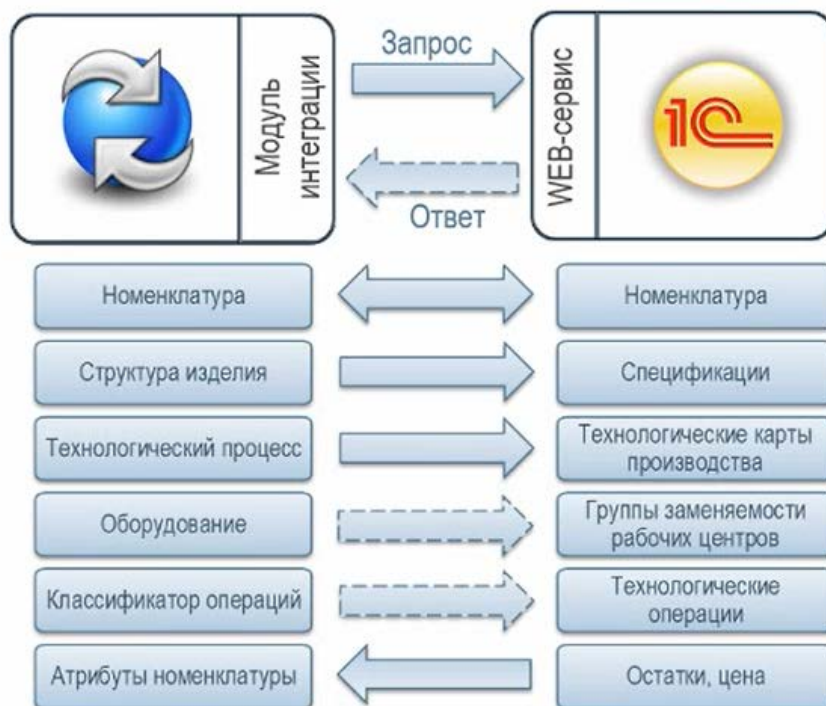 Модуль
интеграции
Запрос
Ответ
WEB-сервис
1С
Номенклатура
Номенклатура
Структура изделия
Спецификации
Технологический процесс
Технологические карты
производства
Оборудование
Группы заменяемости
рабочих центров
Классификатор операций
Технологические
операции
Атрибуты номенклатуры
Остатки, цена